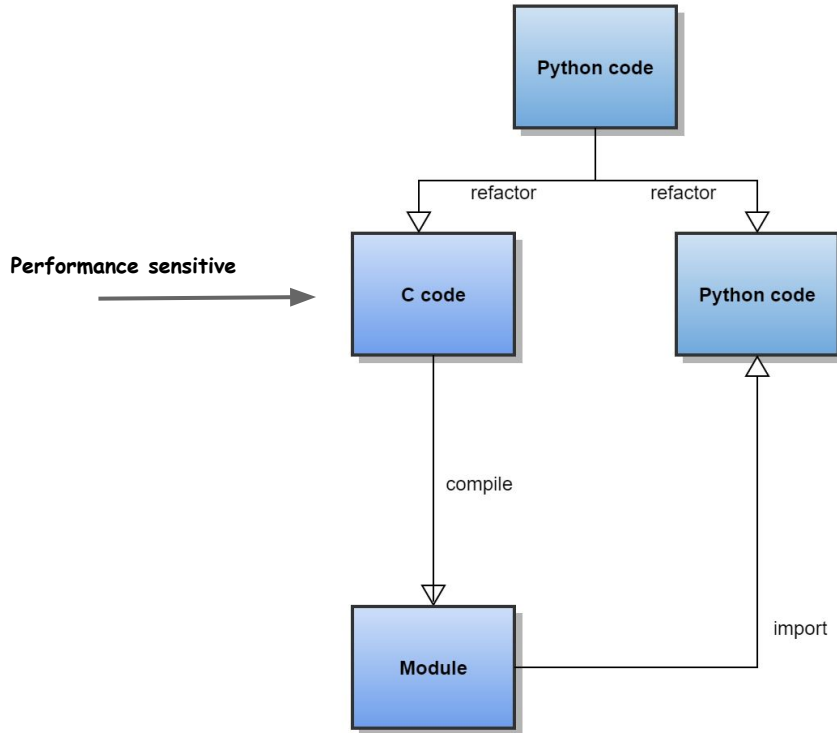 Python code
refactor
refactor
Performance sensitive
C code
Python code
compile
import
Module